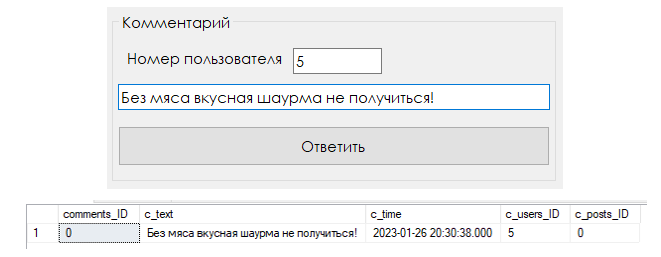 Комментарий
Номер пользователя 5
Без мяса вкусная шаурма не получиться!
Ответить
comments_ID c_text c_time c_users_ID c_posts_ID
1 0 Без мяса вкусная шаурма не получиться! 2023-01-26 20:30:38.000 5 0